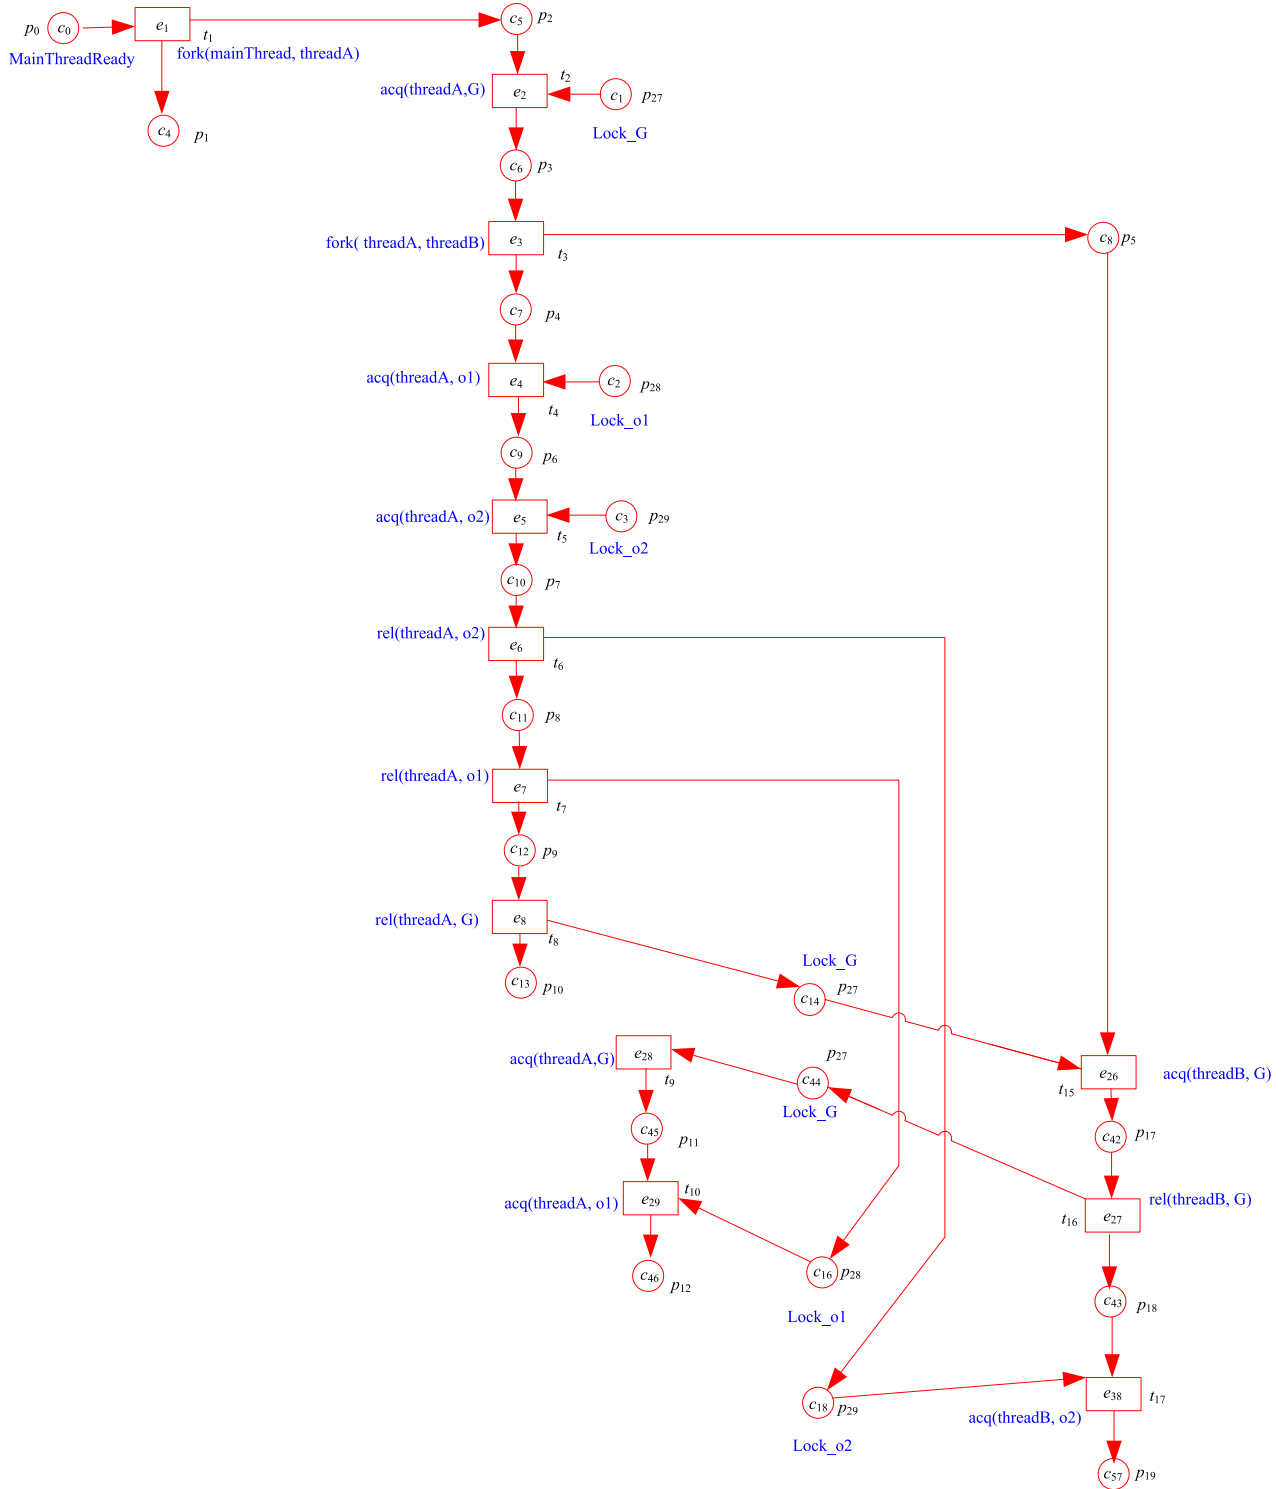 p0 c0 e1 t1 c5 p2
MainThreadReady fork(mainThread, threadA)
c4 p1
acq(threadA,G) e2 t2 c1 p27
Lock_G
c6 p3
fork( threadA, threadB) e3 t3 c8 p5
c7 p4
acq(threadA, o1) e4 t4 c2 p28
Lock_o1
c9 p6
acq(threadA, o2) e5 t5 c3 p29
Lock_o2
c10 p7
rel(threadA, o2) e6 t6
c11 p8
rel(threadA, o1) e7 t7
c12 p9
rel(threadA, G) e8 t8
Lock_G
c13 p10 c14 p27
acq(threadA,G) e28 t9 c44 p27
Lock_G
e26 t15 acq(threadB, G)
c45 p11 c42 p17
acq(threadA, o1) e29 t10
t16 e27 rel(threadB, G)
c46 p12 c16 p28
Lock_o1
c43 p18
c18 p29
Lock_o2
e38 t17
acq(threadB, o2)
c57 p19